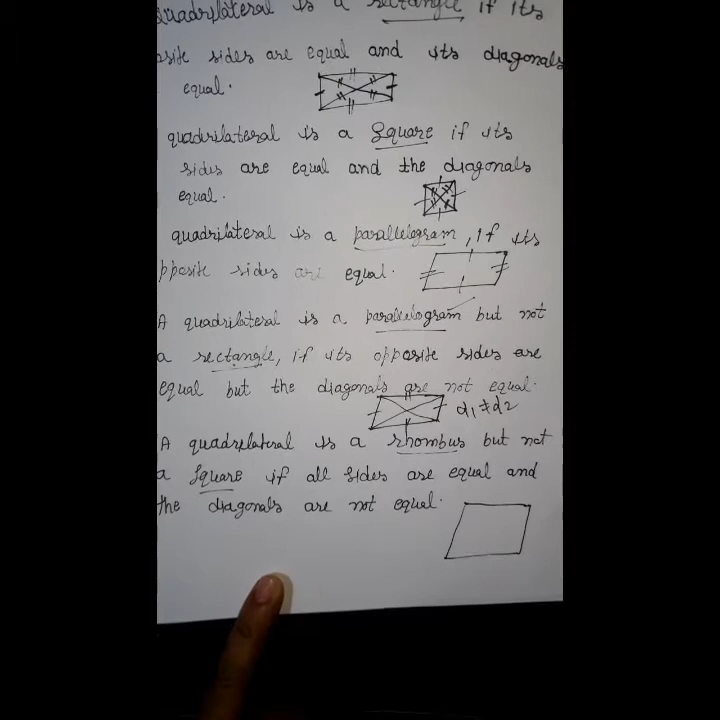 quadrilateral is a rectangle if its
osite sides are equal and its diagonals
equal.
quadrilateral is a Square if its
sides are equal and the diagonals
equal.
quadrilateral is a parallelogram, if its
pposite sides are equal.
A quadrilateral is a parallelogram but not
a rectangle, if its opposite sides are
equal but the diagonals are not equal.
d1 ≠ d2
A quadrilateral is a rhombus but not
a Square if all sides are equal and
the diagonals are not equal.